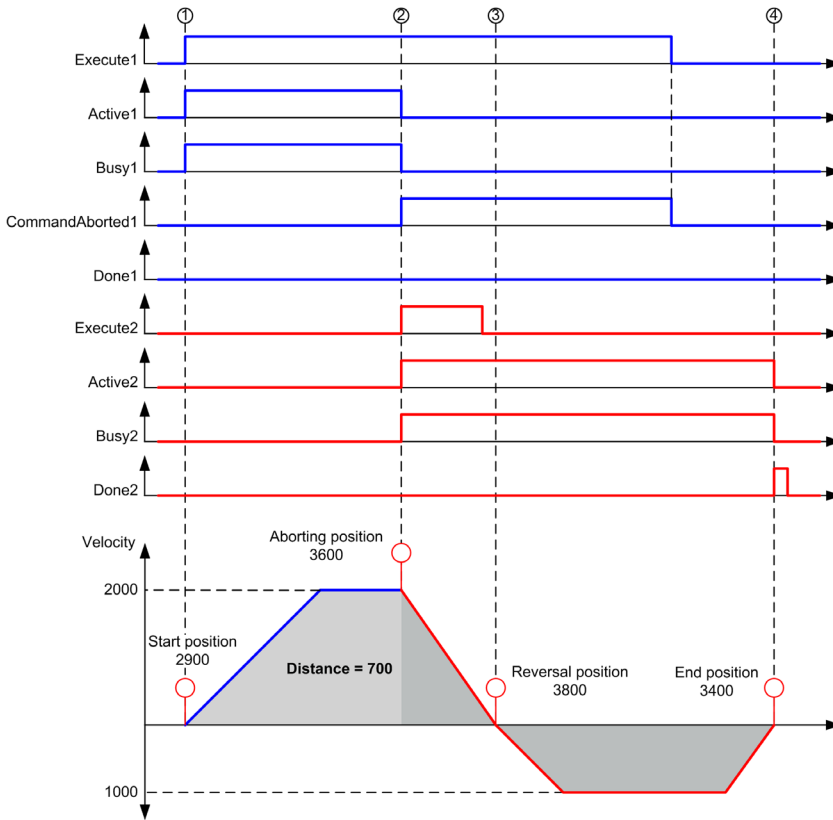 1 2 3 4
Execute1
Active1
Busy1
CommandAborted1
Done1
Execute2
Active2
Busy2
Done2
Velocity
Aborting position
3600
2000
Start position
2900
Distance = 700
Reversal position
3800
End position
3400
1000